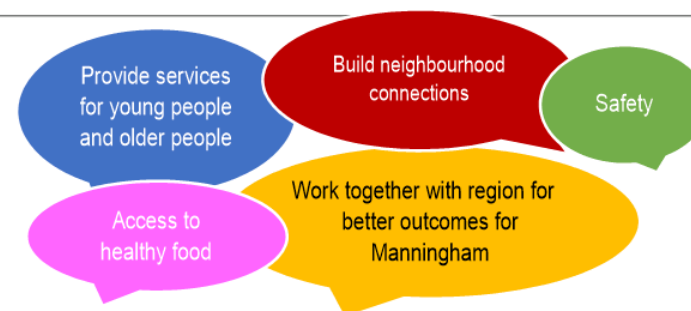 Provide services
for young people
and older people
Build neighbourhood
connections
Safety
Access to
healthy food
Work together with region for
better outcomes for
Manningham